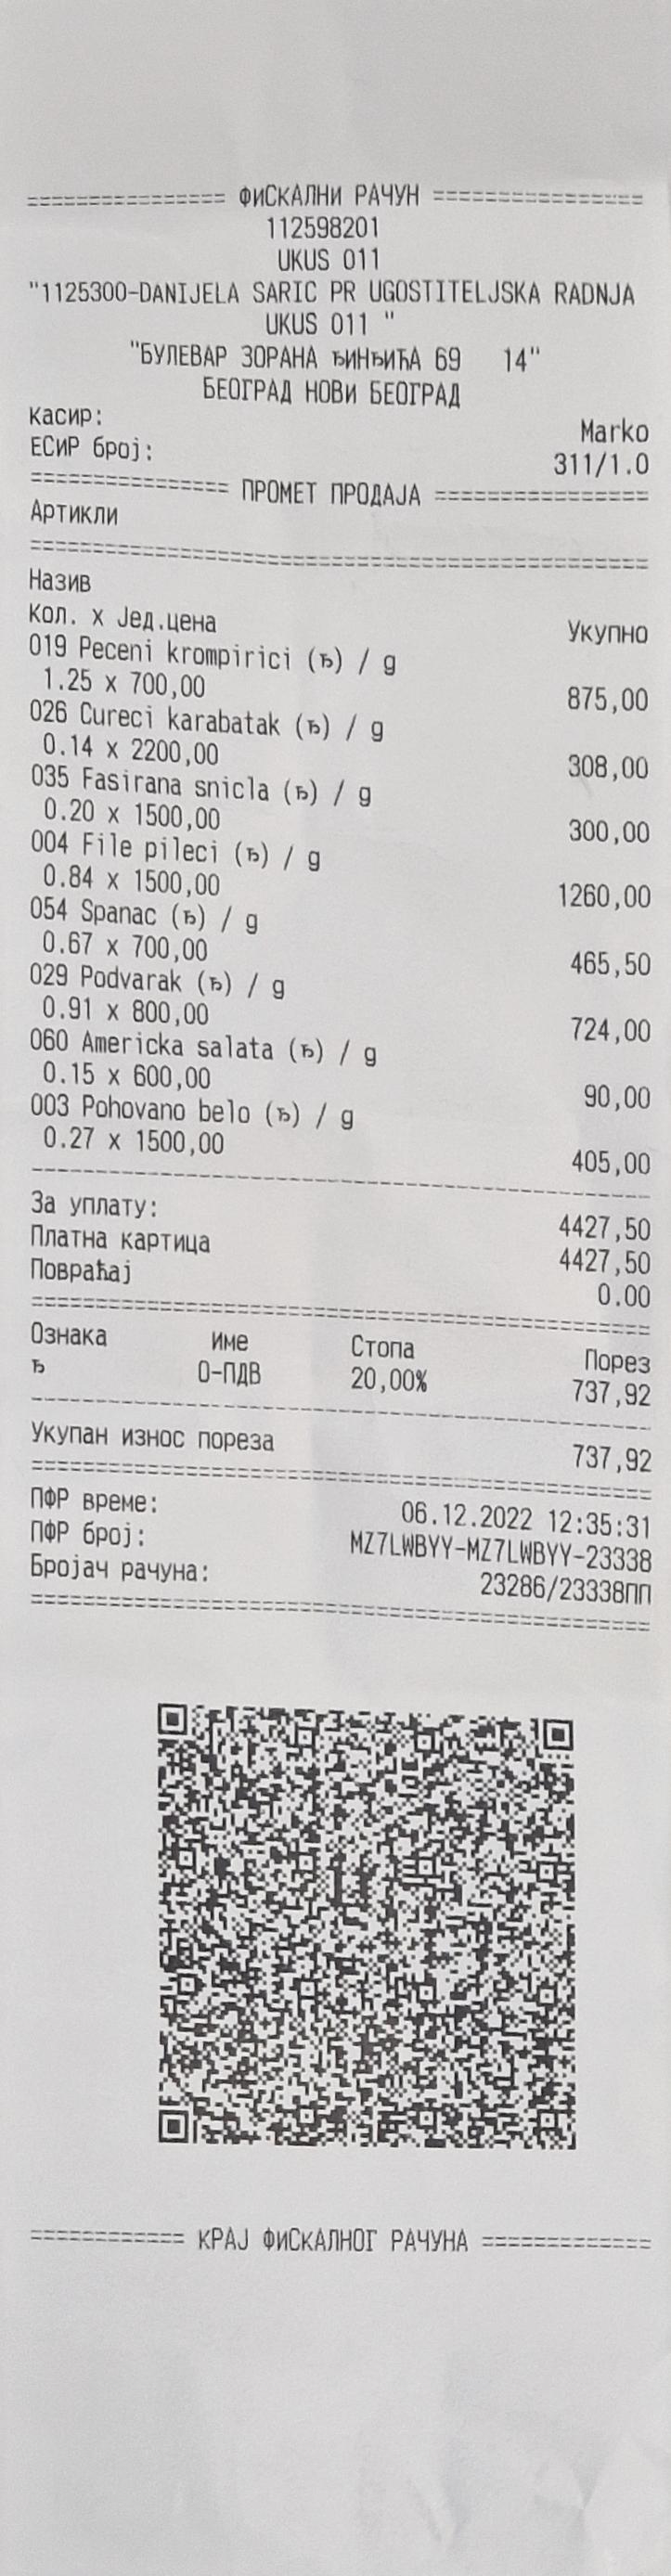 ================ ФИСКАЛНИ РАЧУН ================
112598201
UKUS 011
"1125300-DANIJELA SARIC PR UGOSTITELJSKA RADNJA
UKUS 011 "
"БУЛЕВАР ЗОРАНА ЂИНЂИЋА 69 14"
БЕОГРАД НОВИ БЕОГРАД
Касир: Marko
ЕСИР број: 311/1.0
================ ПРОМЕТ ПРОДАЈА ================
Артикли
================================================
Назив
Кол. x Јед.цена Укупно
019 Peceni krompirici (Ђ) / g
1.25 x 700,00 875,00
026 Cureci karabatak (Ђ) / g
0.14 x 2200,00 308,00
035 Fasirana snicla (Ђ) / g
0.20 x 1500,00 300,00
004 File pileci (Ђ) / g
0.84 x 1500,00 1260,00
054 Spanac (Ђ) / g
0.67 x 700,00 465,50
029 Podvarak (Ђ) / g
0.91 x 800,00 724,00
060 Americka salata (Ђ) / g
0.15 x 600,00 90,00
003 Pohovano belo (Ђ) / g
0.27 x 1500,00 405,00
------------------------------------------------
За уплату: 4427,50
Платна картица 4427,50
Повраћај 0.00
================================================
Ознака Име Стопа Порез
Ђ О-ПДВ 20,00% 737,92
------------------------------------------------
Укупан износ пореза 737,92
================================================
ПФР време: 06.12.2022 12:35:31
ПФР број: MZ7LWBYY-MZ7LWBYY-23338
Бројач рачуна: 23286/23338ПП
================================================
============ КРАЈ ФИСКАЛНОГ РАЧУНА =============